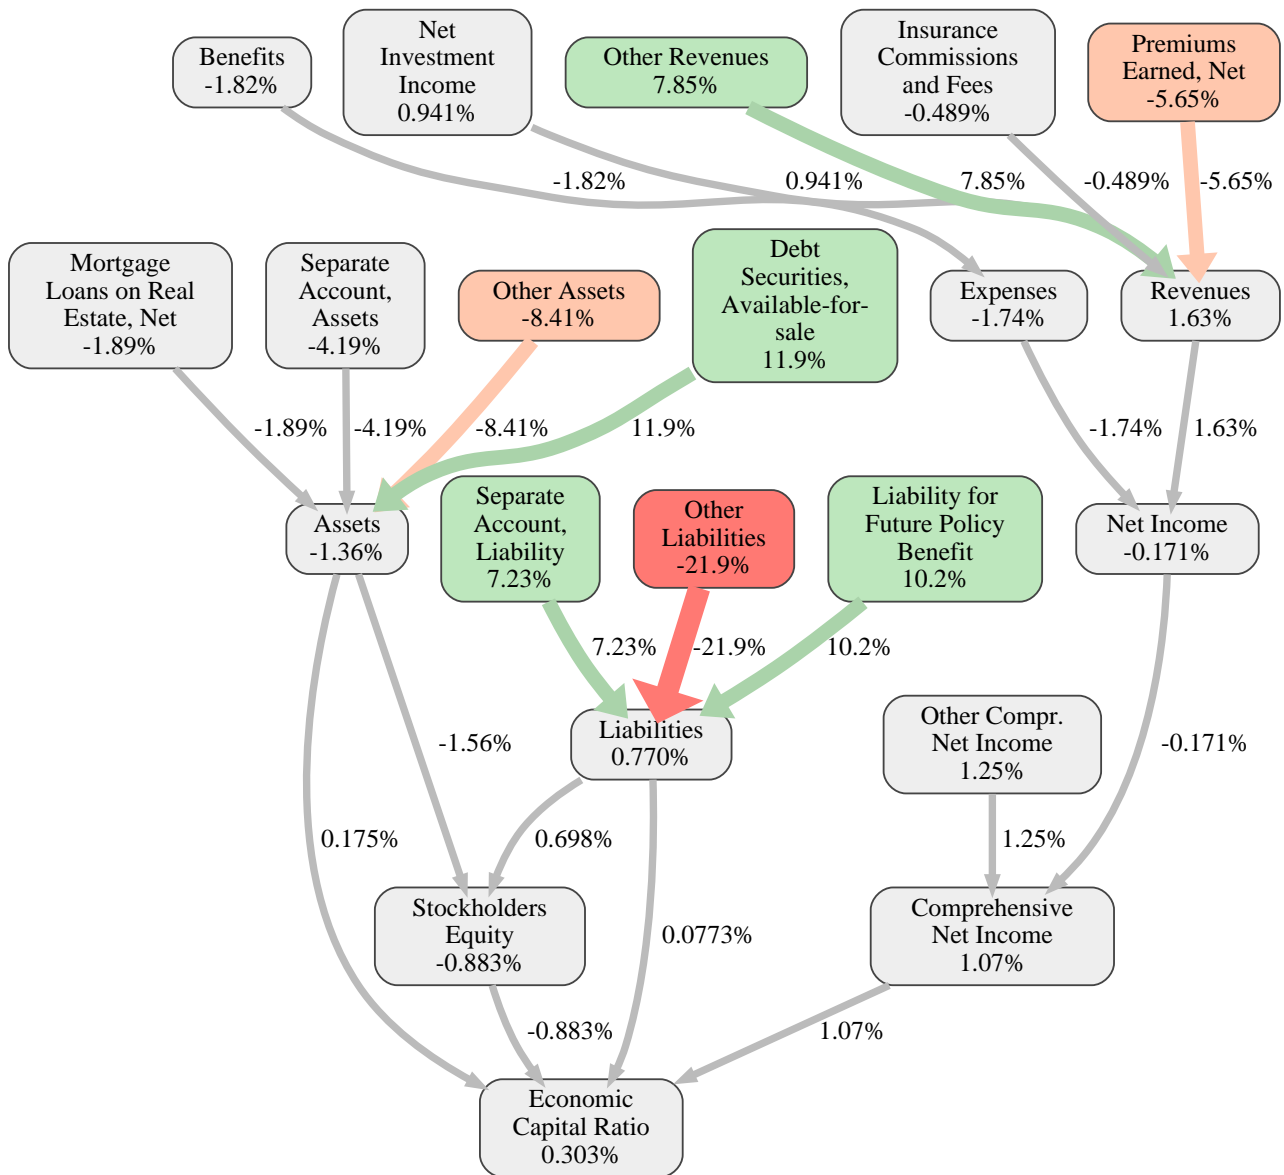 Benefits
-1.82%
Net
Investment
Income
0.941%
Other Revenues
7.85%
Insurance
Commissions
and Fees
-0.489%
Premiums
Earned, Net
-5.65%
-1.82%
0.941%
7.85%
-0.489%
-5.65%
Mortgage
Loans on Real
Estate, Net
-1.89%
Separate
Account,
Assets
-4.19%
Other Assets
-8.41%
Debt
Securities,
Available-for-
sale
11.9%
Expenses
-1.74%
Revenues
1.63%
-1.89%
-4.19%
-8.41%
11.9%
-1.74%
1.63%
Assets
-1.36%
Separate
Account,
Liability
7.23%
Other
Liabilities
-21.9%
Liability for
Future Policy
Benefit
10.2%
Net Income
-0.171%
7.23%
-21.9%
10.2%
-1.56%
Liabilities
0.770%
Other Compr.
Net Income
1.25%
-0.171%
0.175%
0.698%
1.25%
Stockholders
Equity
-0.883%
0.0773%
Comprehensive
Net Income
1.07%
-0.883%
1.07%
Economic
Capital Ratio
0.303%